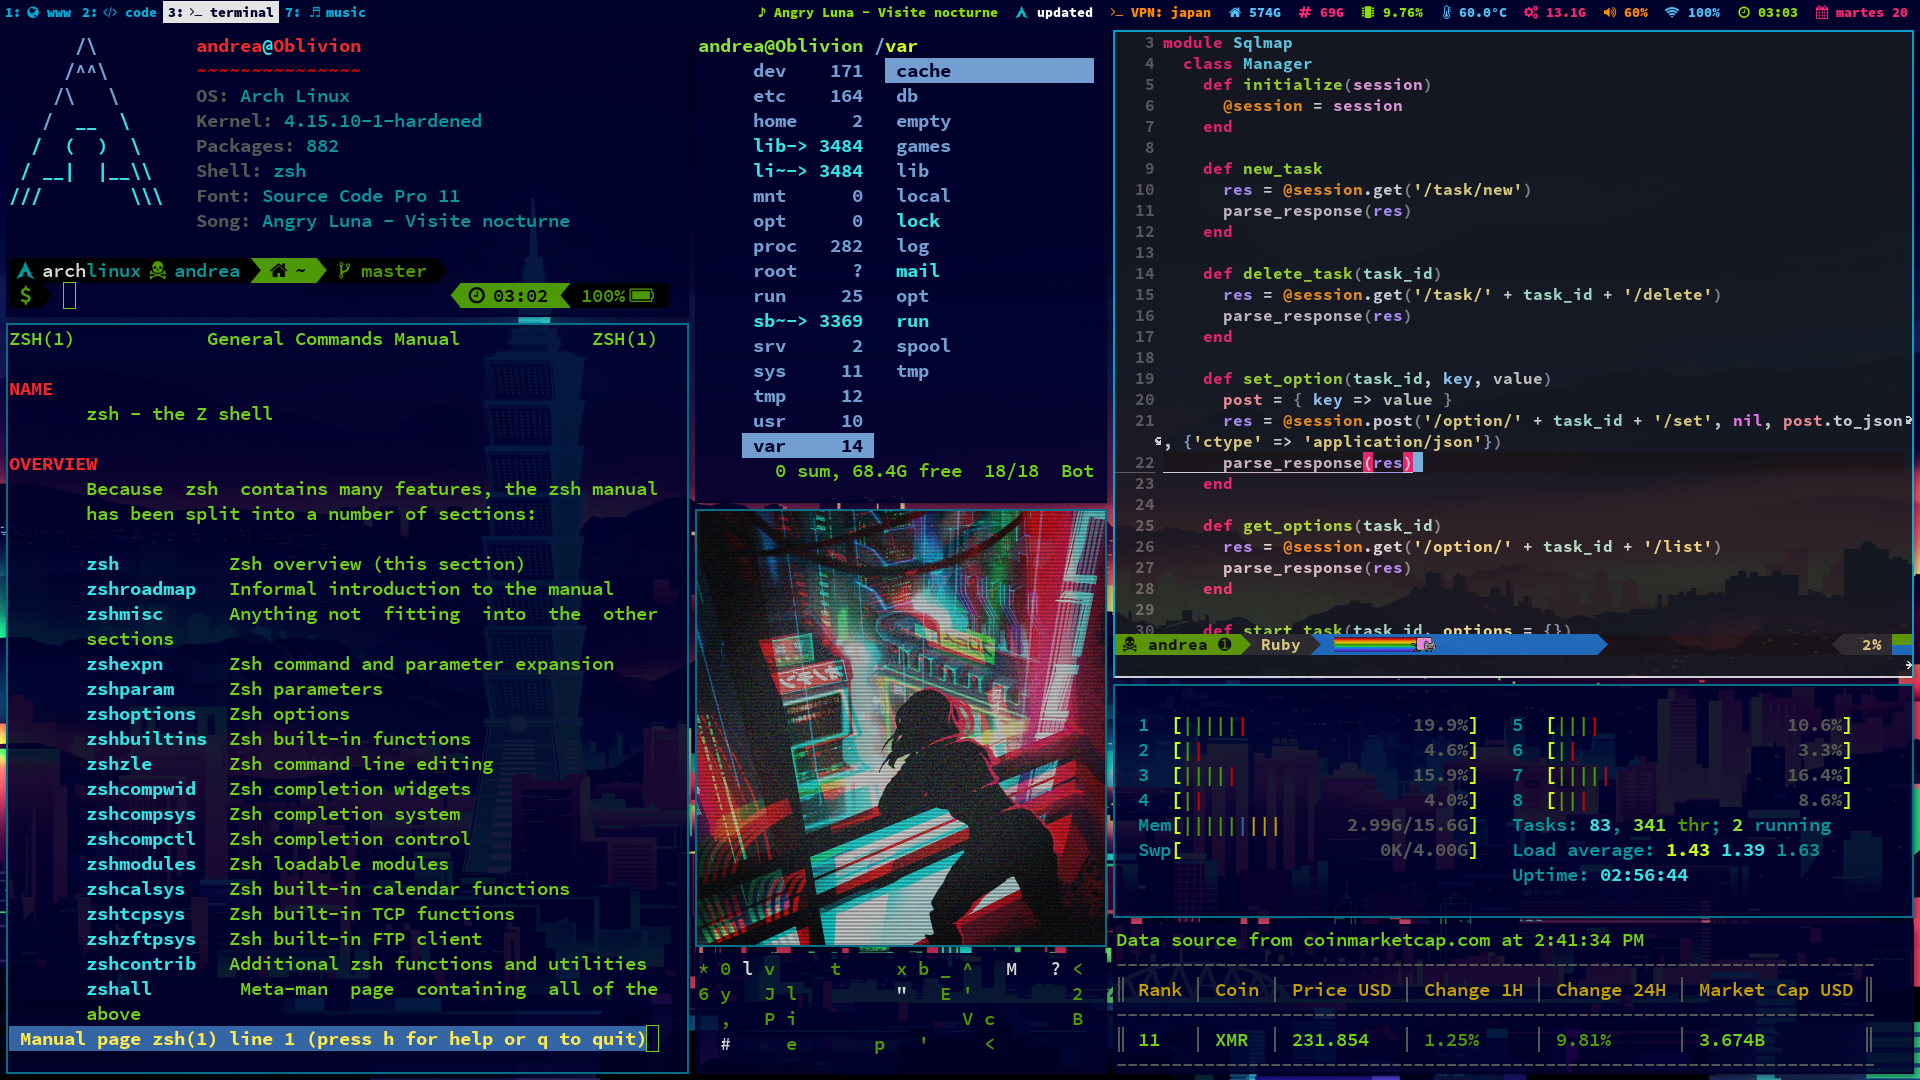 1: www 2: </> code 3: >_ terminal 7: music
♪ Angry Luna - Visite nocturne updated >_ VPN: japan 574G # 69G 9.76% 60.0°C 13.1G 60% 100% 03:03 martes 20
/\
/^^\
/\ \
/ __ \
/ ( ) \
/ __| |__\\
/// \\\
andrea@Oblivion
~~~~~~~~~~~~~~~
OS: Arch Linux
Kernel: 4.15.10-1-hardened
Packages: 882
Shell: zsh
Font: Source Code Pro 11
Song: Angry Luna - Visite nocturne
archlinux andrea ~ master
$ 03:02 100%
ZSH(1) General Commands Manual ZSH(1)
NAME
zsh - the Z shell
OVERVIEW
Because zsh contains many features, the zsh manual
has been split into a number of sections:
zsh Zsh overview (this section)
zshroadmap Informal introduction to the manual
zshmisc Anything not fitting into the other
sections
zshexpn Zsh command and parameter expansion
zshparam Zsh parameters
zshoptions Zsh options
zshbuiltins Zsh built-in functions
zshzle Zsh command line editing
zshcompwid Zsh completion widgets
zshcompsys Zsh completion system
zshcompctl Zsh completion control
zshmodules Zsh loadable modules
zshcalsys Zsh built-in calendar functions
zshtcpsys Zsh built-in TCP functions
zshzftpsys Zsh built-in FTP client
zshcontrib Additional zsh functions and utilities
zshall Meta-man page containing all of the
above
Manual page zsh(1) line 1 (press h for help or q to quit)
andrea@Oblivion /var
dev 171 cache
etc 164 db
home 2 empty
lib-> 3484 games
li~-> 3484 lib
mnt 0 local
opt 0 lock
proc 282 log
root ? mail
run 25 opt
sb~-> 3369 run
srv 2 spool
sys 11 tmp
tmp 12
usr 10
var 14
0 sum, 68.4G free 18/18 Bot
* 0 l v t x b _ ^ M ? <
6 y J l " E ' 2
, P i V c B
# e p ' <
3 module Sqlmap
4 class Manager
5 def initialize(session)
6 @session = session
7 end
8
9 def new_task
10 res = @session.get('/task/new')
11 parse_response(res)
12 end
13
14 def delete_task(task_id)
15 res = @session.get('/task/' + task_id + '/delete')
16 parse_response(res)
17 end
18
19 def set_option(task_id, key, value)
20 post = { key => value }
21 res = @session.post('/option/' + task_id + '/set', nil, post.to_json
, {'ctype' => 'application/json'})
22 parse_response(res)
23 end
24
25 def get_options(task_id)
26 res = @session.get('/option/' + task_id + '/list')
27 parse_response(res)
28 end
29
30 def start_task(task_id, options = {})
andrea 1 Ruby 2%
1 [|||||| 19.9%] 5 [|||| 10.6%]
2 [|| 4.6%] 6 [|| 3.3%]
3 [||||| 15.9%] 7 [||||| 16.4%]
4 [|| 4.0%] 8 [||| 8.6%]
Mem[||||||||| 2.99G/15.6G] Tasks: 83, 341 thr; 2 running
Swp[ 0K/4.00G] Load average: 1.43 1.39 1.63
Uptime: 02:56:44
Data source from coinmarketcap.com at 2:41:34 PM
Rank | Coin | Price USD | Change 1H | Change 24H | Market Cap USD
11 | XMR | 231.854 | 1.25% | 9.81% | 3.674B